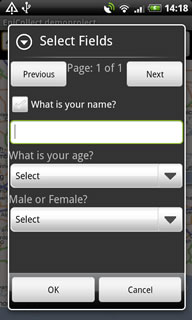 14:18
EpiCollect demoproject
Select Fields
Previous
Page: 1 of 1
Next
What is your name?
What is your age?
Select
Male or Female?
Select
OK
Cancel